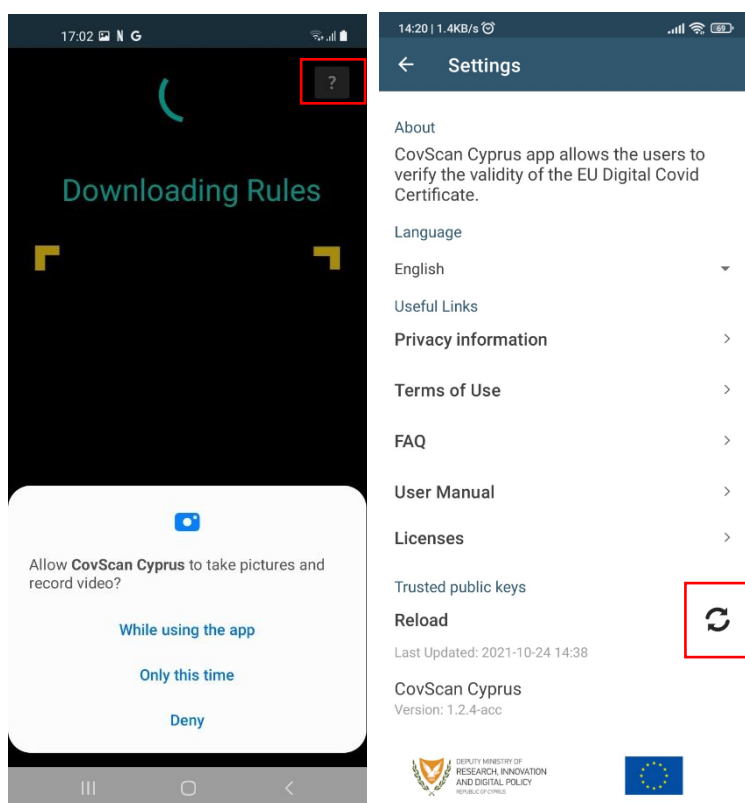 17:02 N G
?
Downloading Rules
Allow CovScan Cyprus to take pictures and
record video?
While using the app
Only this time
Deny
14:20 | 1.4KB/s
69
Settings
About
CovScan Cyprus app allows the users to
verify the validity of the EU Digital Covid
Certificate.
Language
English
Useful Links
Privacy information
Terms of Use
FAQ
User Manual
Licenses
Trusted public keys
Reload
Last Updated: 2021-10-24 14:38
CovScan Cyprus
Version: 1.2.4-acc
DEPUTY MINISTRY OF
RESEARCH, INNOVATION
AND DIGITAL POLICY
REPUBLIC OF CYPRUS